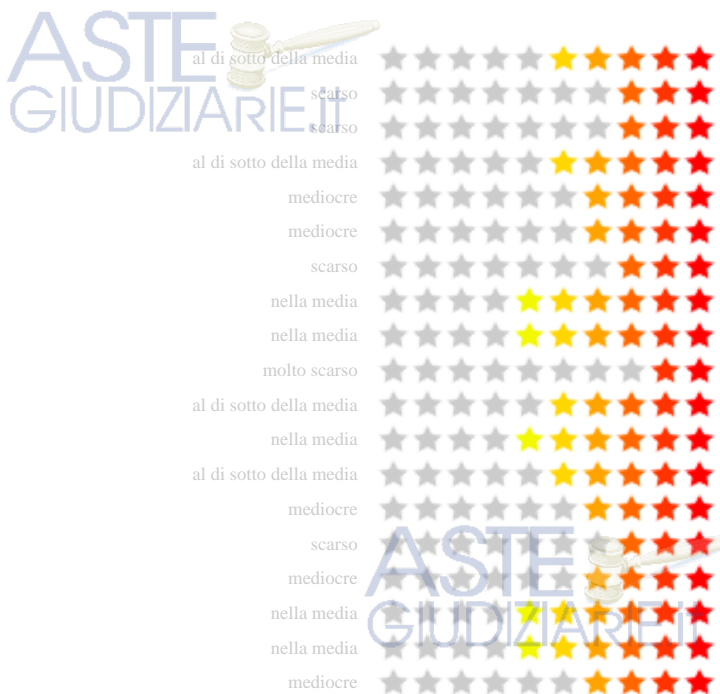 ASTE
GIUDIZIARIE.it
al di sotto della media
scarso
scarso
al di sotto della media
mediocre
mediocre
scarso
nella media
nella media
molto scarso
al di sotto della media
nella media
al di sotto della media
mediocre
scarso
mediocre
nella media
nella media
mediocre
ASTE
GIUDIZIARIE.it